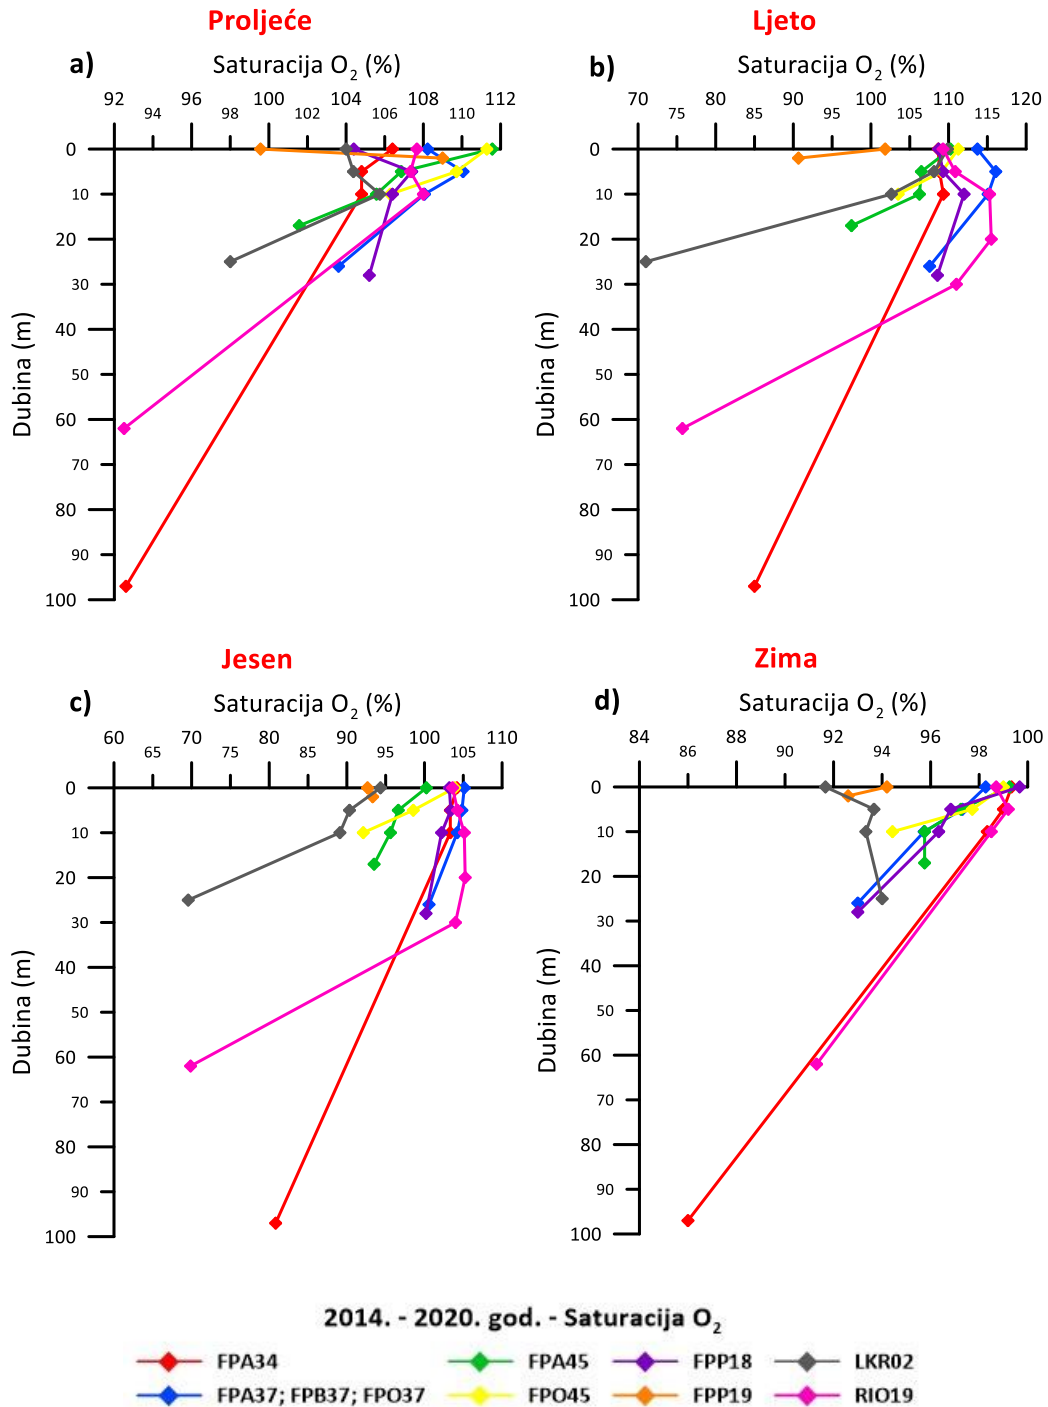 Proljeće
a)
Saturacija O₂ (%)
92 94 96 98 100 102 104 106 108 110 112
0
10
20
30
40
50
60
70
80
90
100
Dubina (m)
Ljeto
b)
Saturacija O₂ (%)
70 75 80 85 90 95 100 105 110 115 120
0
10
20
30
40
50
60
70
80
90
100
Dubina (m)
Jesen
c)
Saturacija O₂ (%)
60 65 70 75 80 85 90 95 100 105 110
0
10
20
30
40
50
60
70
80
90
100
Dubina (m)
Zima
d)
Saturacija O₂ (%)
84 86 88 90 92 94 96 98 100
0
10
20
30
40
50
60
70
80
90
100
Dubina (m)
2014. - 2020. god. - Saturacija O₂
FPA34 FPA45 FPP18 LKR02
FPA37; FPB37; FPO37 FPO45 FPP19 RIO19